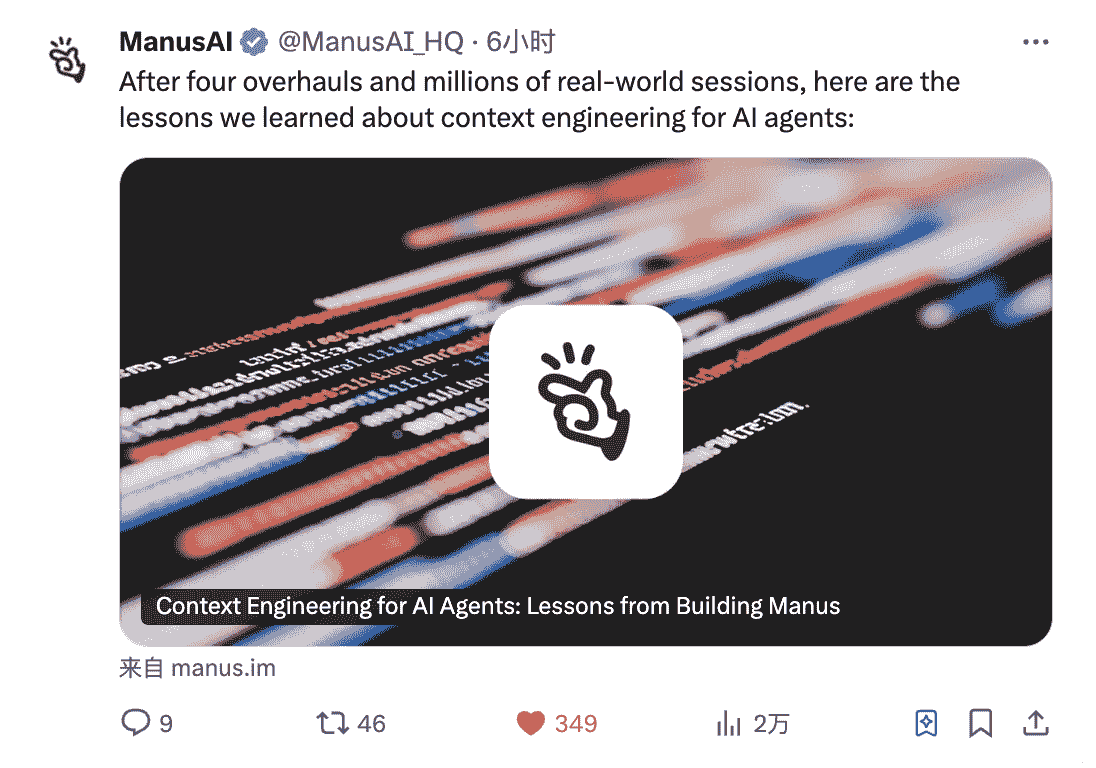 ManusAI @ManusAI_HQ · 6小时
After four overhauls and millions of real-world sessions, here are the
lessons we learned about context engineering for AI agents:
Context Engineering for AI Agents: Lessons from Building Manus
来自 manus.im
9 46 349 2万